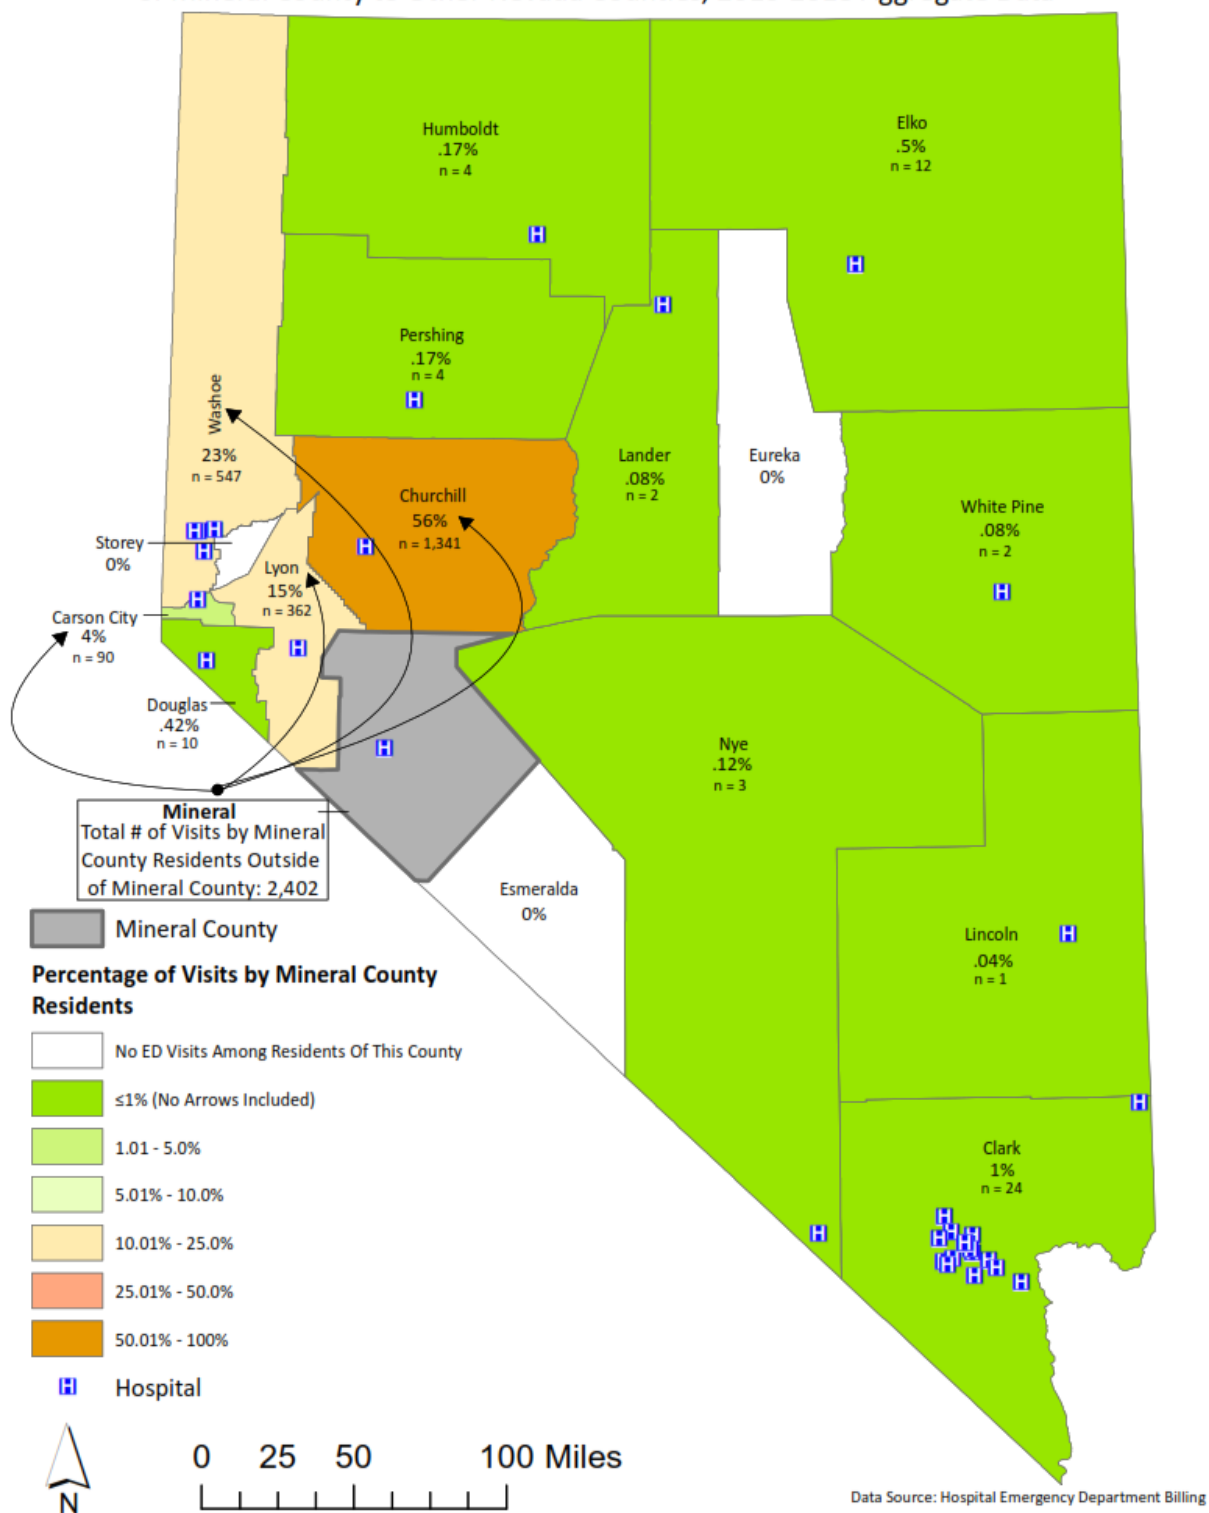 Humboldt
.17%
n = 4
Elko
.5%
n = 12
Pershing
.17%
n = 4
Washoe
23%
n = 547
Churchill
56%
n = 1,341
Lander
.08%
n = 2
Eureka
0%
White Pine
.08%
n = 2
Storey
0%
Lyon
15%
n = 362
Carson City
4%
n = 90
Douglas
.42%
n = 10
Nye
.12%
n = 3
Mineral
Total # of Visits by Mineral
County Residents Outside
of Mineral County: 2,402
Esmeralda
0%
Lincoln
.04%
n = 1
Clark
1%
n = 24
Mineral County
Percentage of Visits by Mineral County
Residents
No ED Visits Among Residents Of This County
≤1% (No Arrows Included)
1.01 - 5.0%
5.01% - 10.0%
10.01% - 25.0%
25.01% - 50.0%
50.01% - 100%
H Hospital
N
0 25 50 100 Miles
Data Source: Hospital Emergency Department Billing